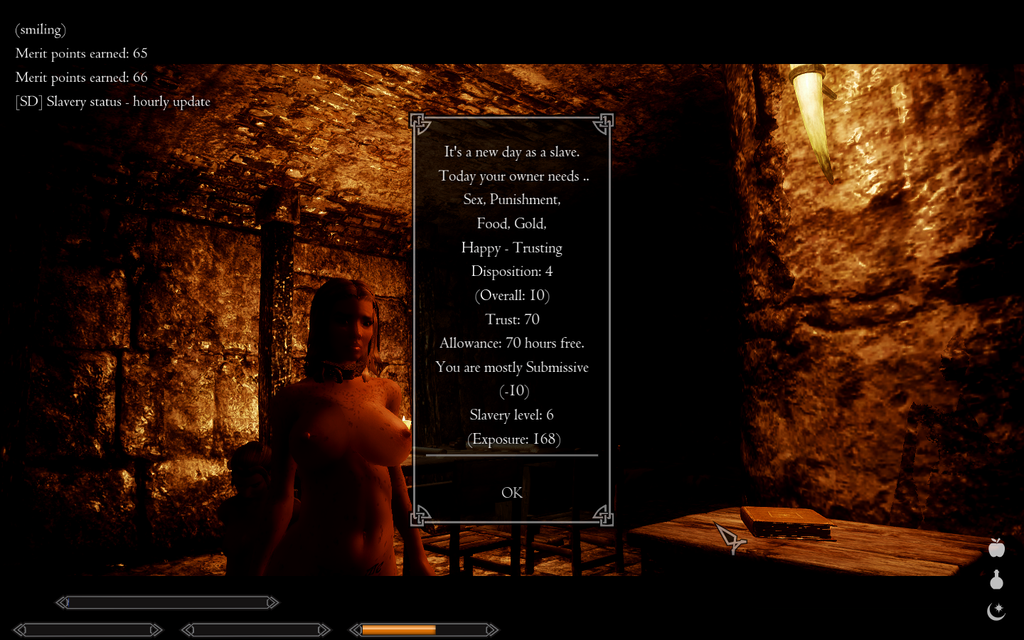 (smiling)
Merit points earned: 65
Merit points earned: 66
[SD] Slavery status - hourly update
It's a new day as a slave.
Today your owner needs ..
Sex, Punishment,
Food, Gold,
Happy - Trusting
Disposition: 4
(Overall: 10)
Trust: 70
Allowance: 70 hours free.
You are mostly Submissive
(-10)
Slavery level: 6
(Exposure: 168)
OK